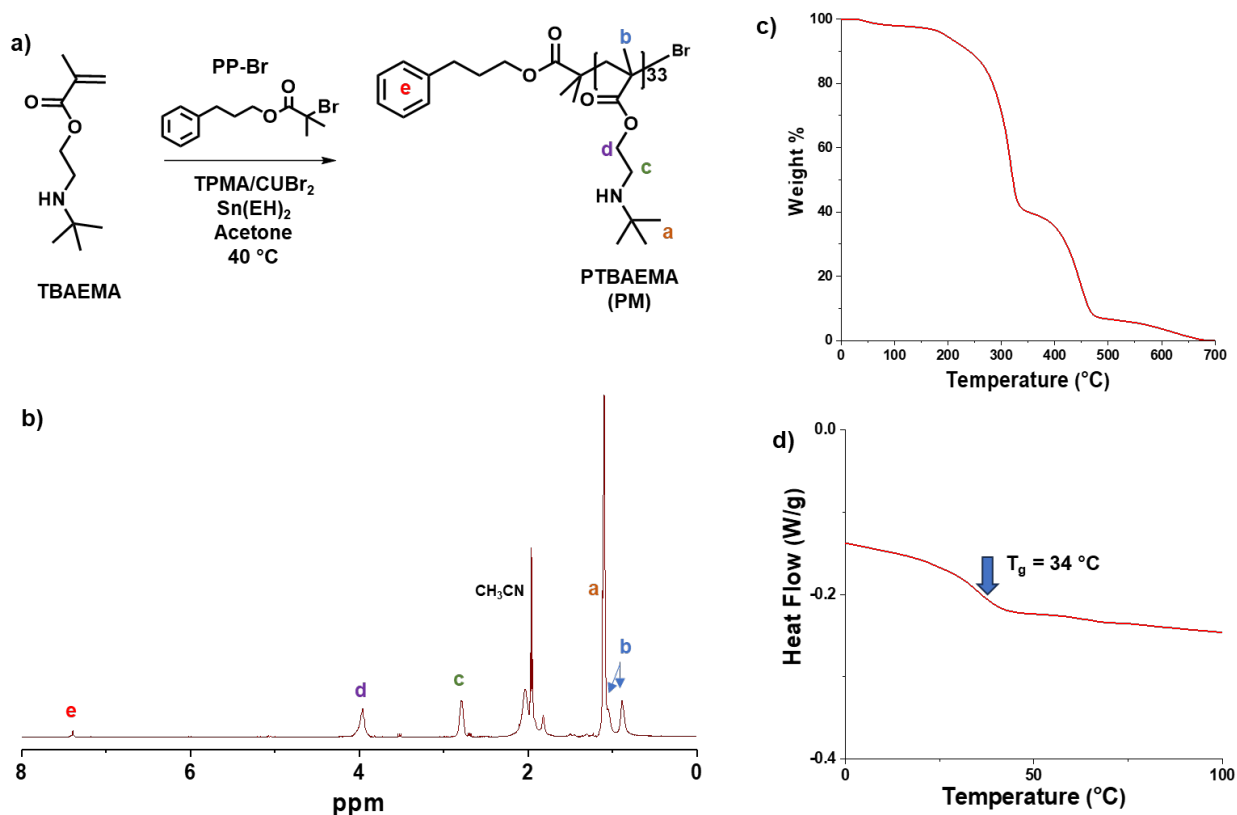 a)
O
O
HN
TBAEMA
PP-Br
O
O
Br
TPMA/CUBr₂
Sn(EH)₂
Acetone
40 °C
e
O
O
b
Br
33
O
O
d
c
HN
a
PTBAEMA
(PM)
b)
e
d
c
CH₃CN
a
b
8
6
4
2
0
ppm
c)
100
80
60
40
20
0
Weight %
0
100
200
300
400
500
600
700
Temperature (°C)
d)
0.0
-0.2
-0.4
Heat Flow (W/g)
T_g = 34 °C
0
50
100
Temperature (°C)